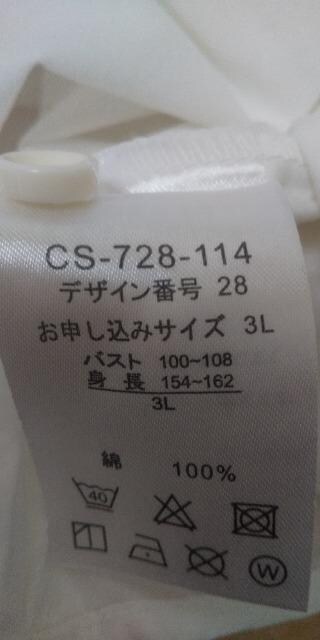 CS-728-114
デザイン番号 28
お申し込みサイズ 3L
バスト 100~108
身長 154~162
3L
綿 100%
40
W